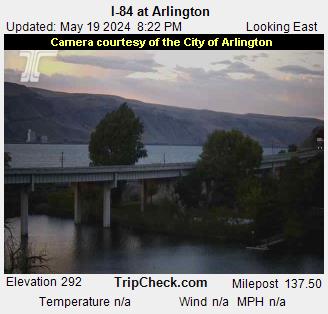 I-84 at Arlington
Updated: May 19 2024 8:22 PM Looking East
Camera courtesy of the City of Arlington
Elevation 292 TripCheck.com Milepost 137.50
Temperature n/a Wind n/a MPH n/a